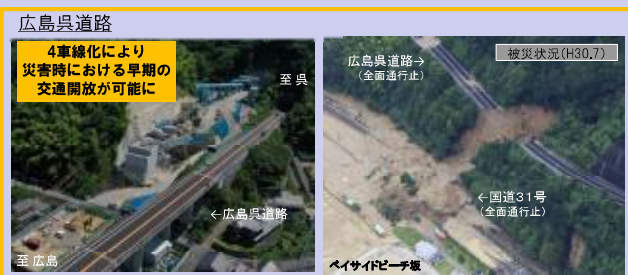 広島呉道路
4車線化により
災害時における早期の
交通開放が可能に
至 呉
←広島呉道路
至 広島
被災状況(H30.7)
広島呉道路→
(全面通行止)
←国道31号
(全面通行止)
ベイサイドビーチ坂